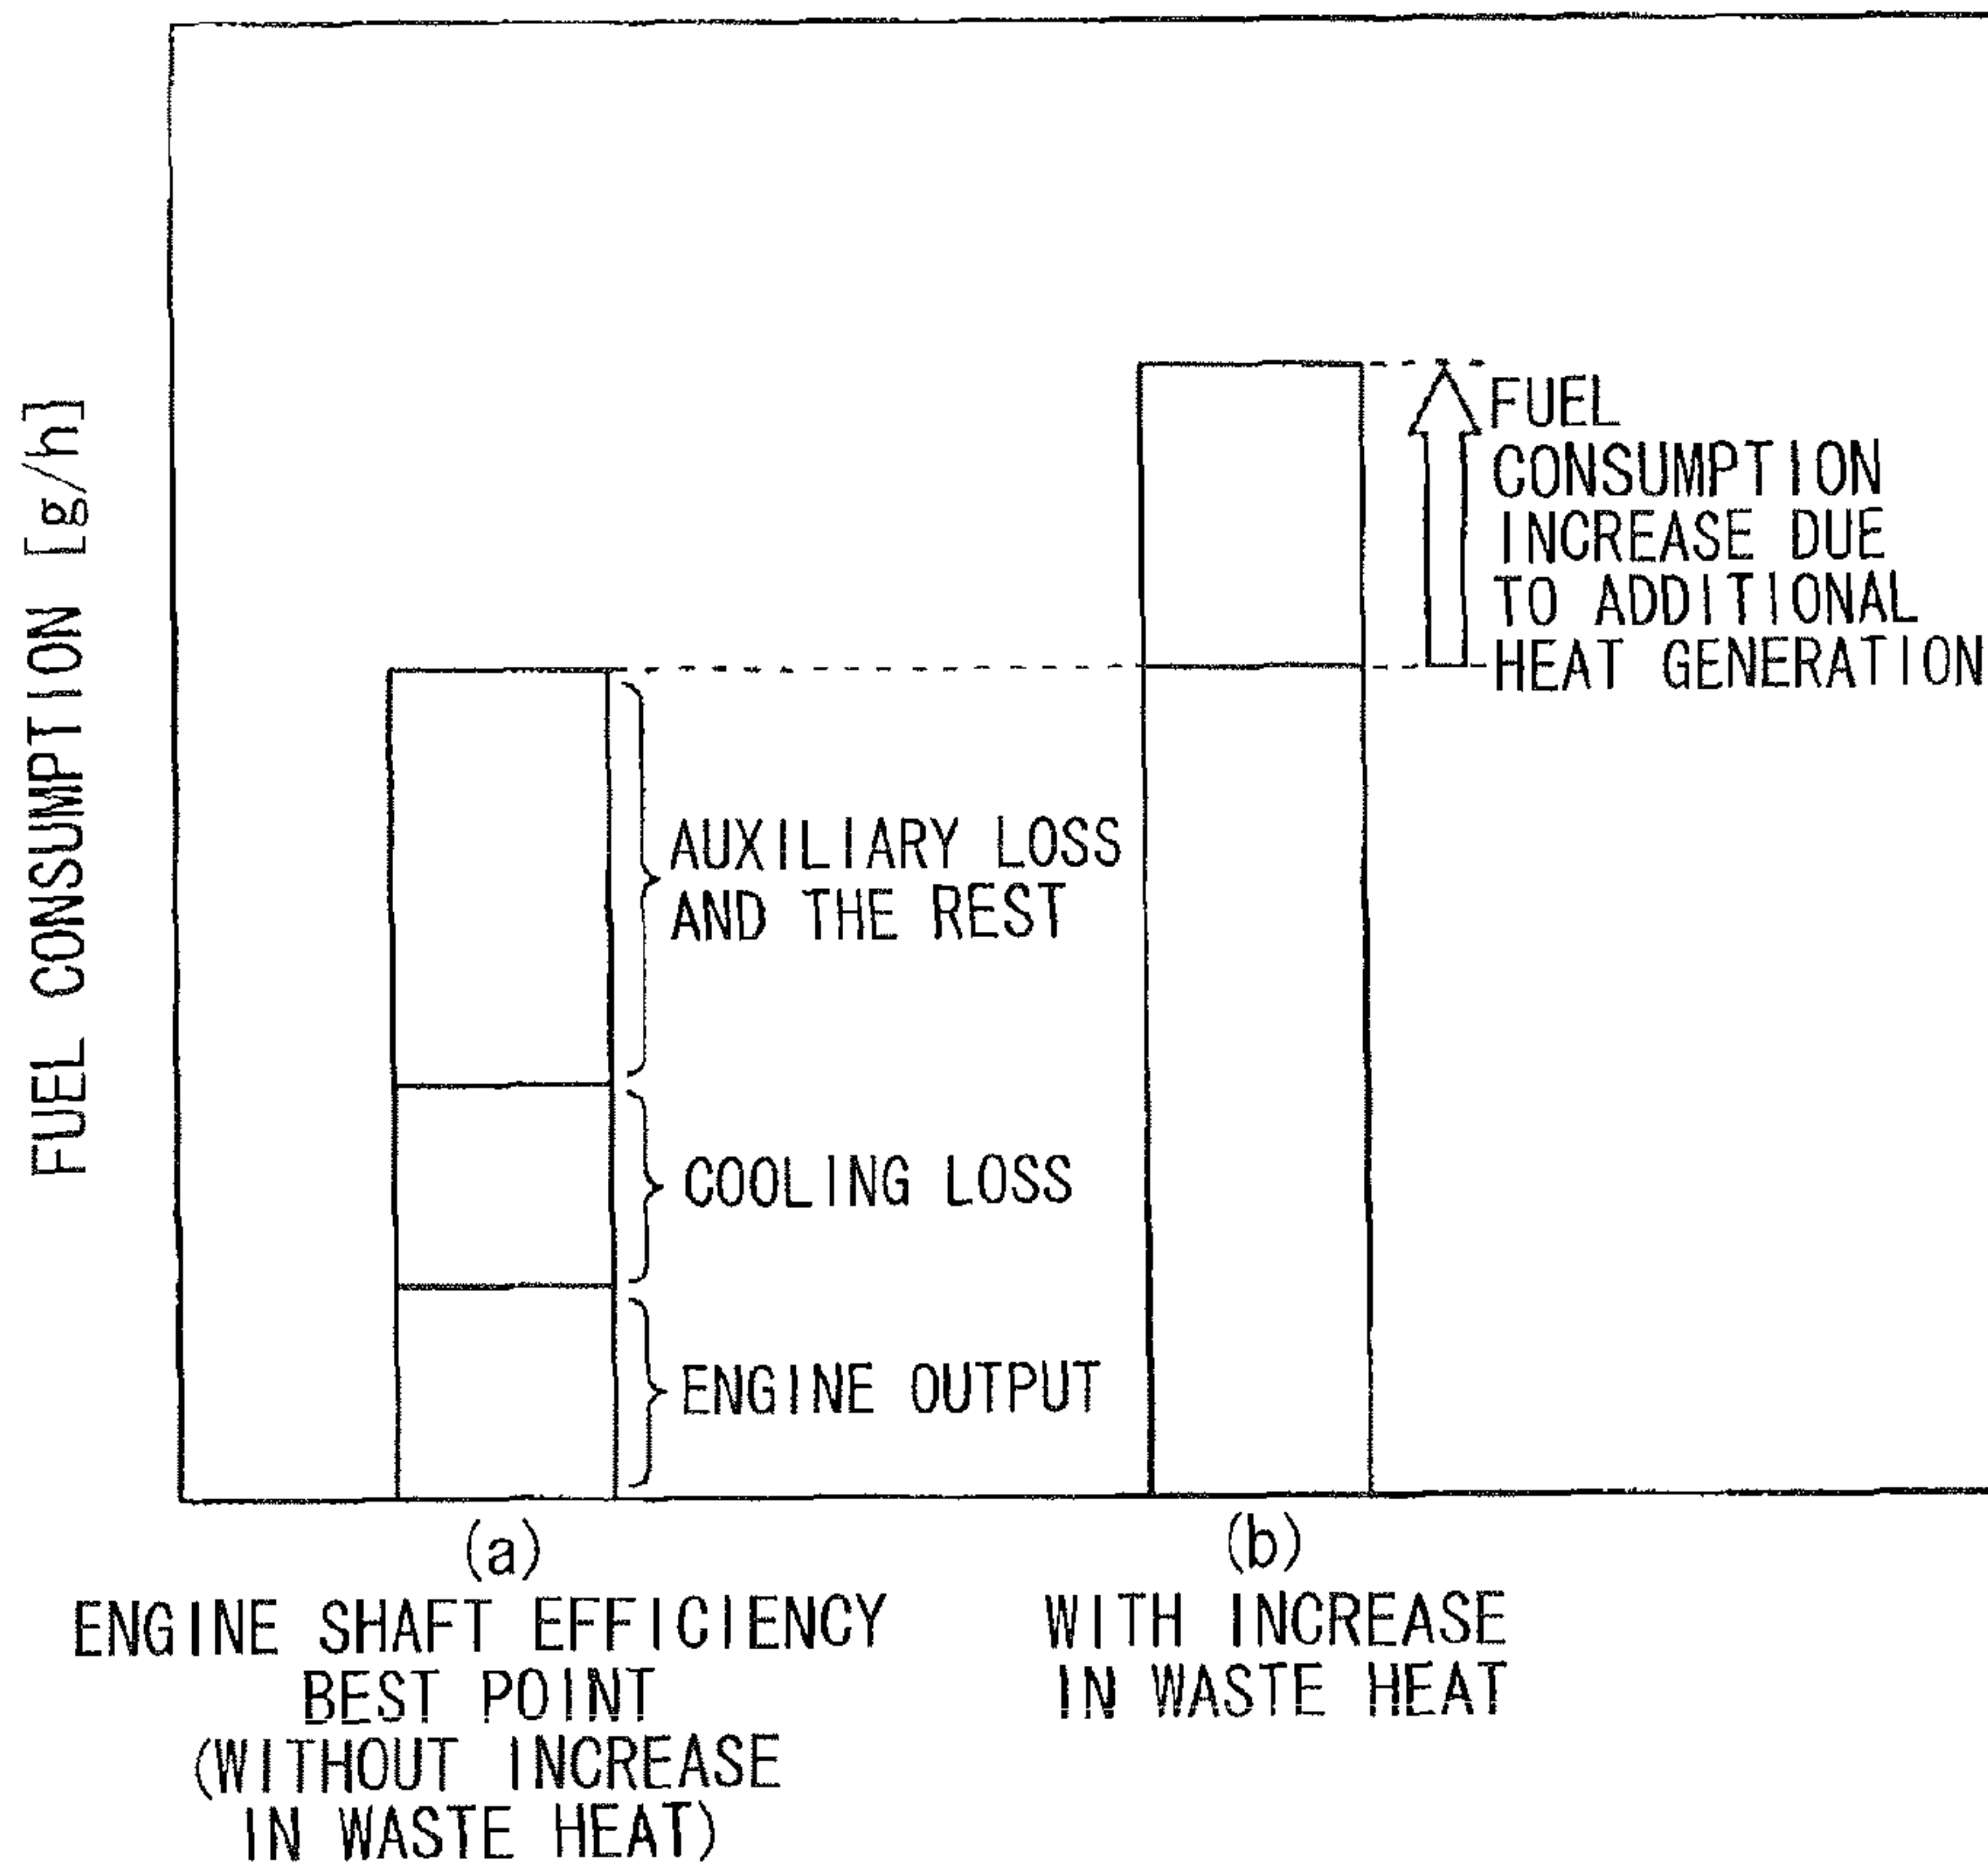 FUEL CONSUMPTION [g/h]
FUEL
CONSUMPTION
INCREASE DUE
TO ADDITIONAL
HEAT GENERATION
AUXILIARY LOSS
AND THE REST
COOLING LOSS
ENGINE OUTPUT
(a)
ENGINE SHAFT EFFICIENCY
BEST POINT
(WITHOUT INCREASE
IN WASTE HEAT)
(b)
WITH INCREASE
IN WASTE HEAT